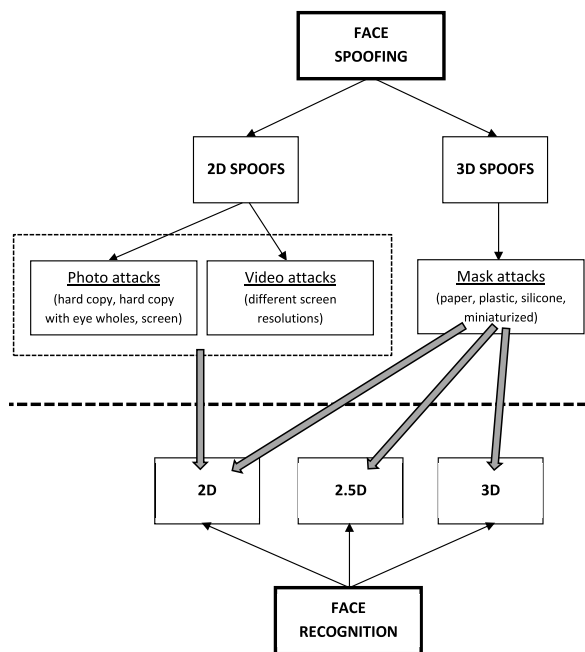 FACE
SPOOFING
2D SPOOFS
3D SPOOFS
Photo attacks
(hard copy, hard copy
with eye wholes, screen)
Video attacks
(different screen
resolutions)
Mask attacks
(paper, plastic, silicone,
miniaturized)
2D
2.5D
3D
FACE
RECOGNITION